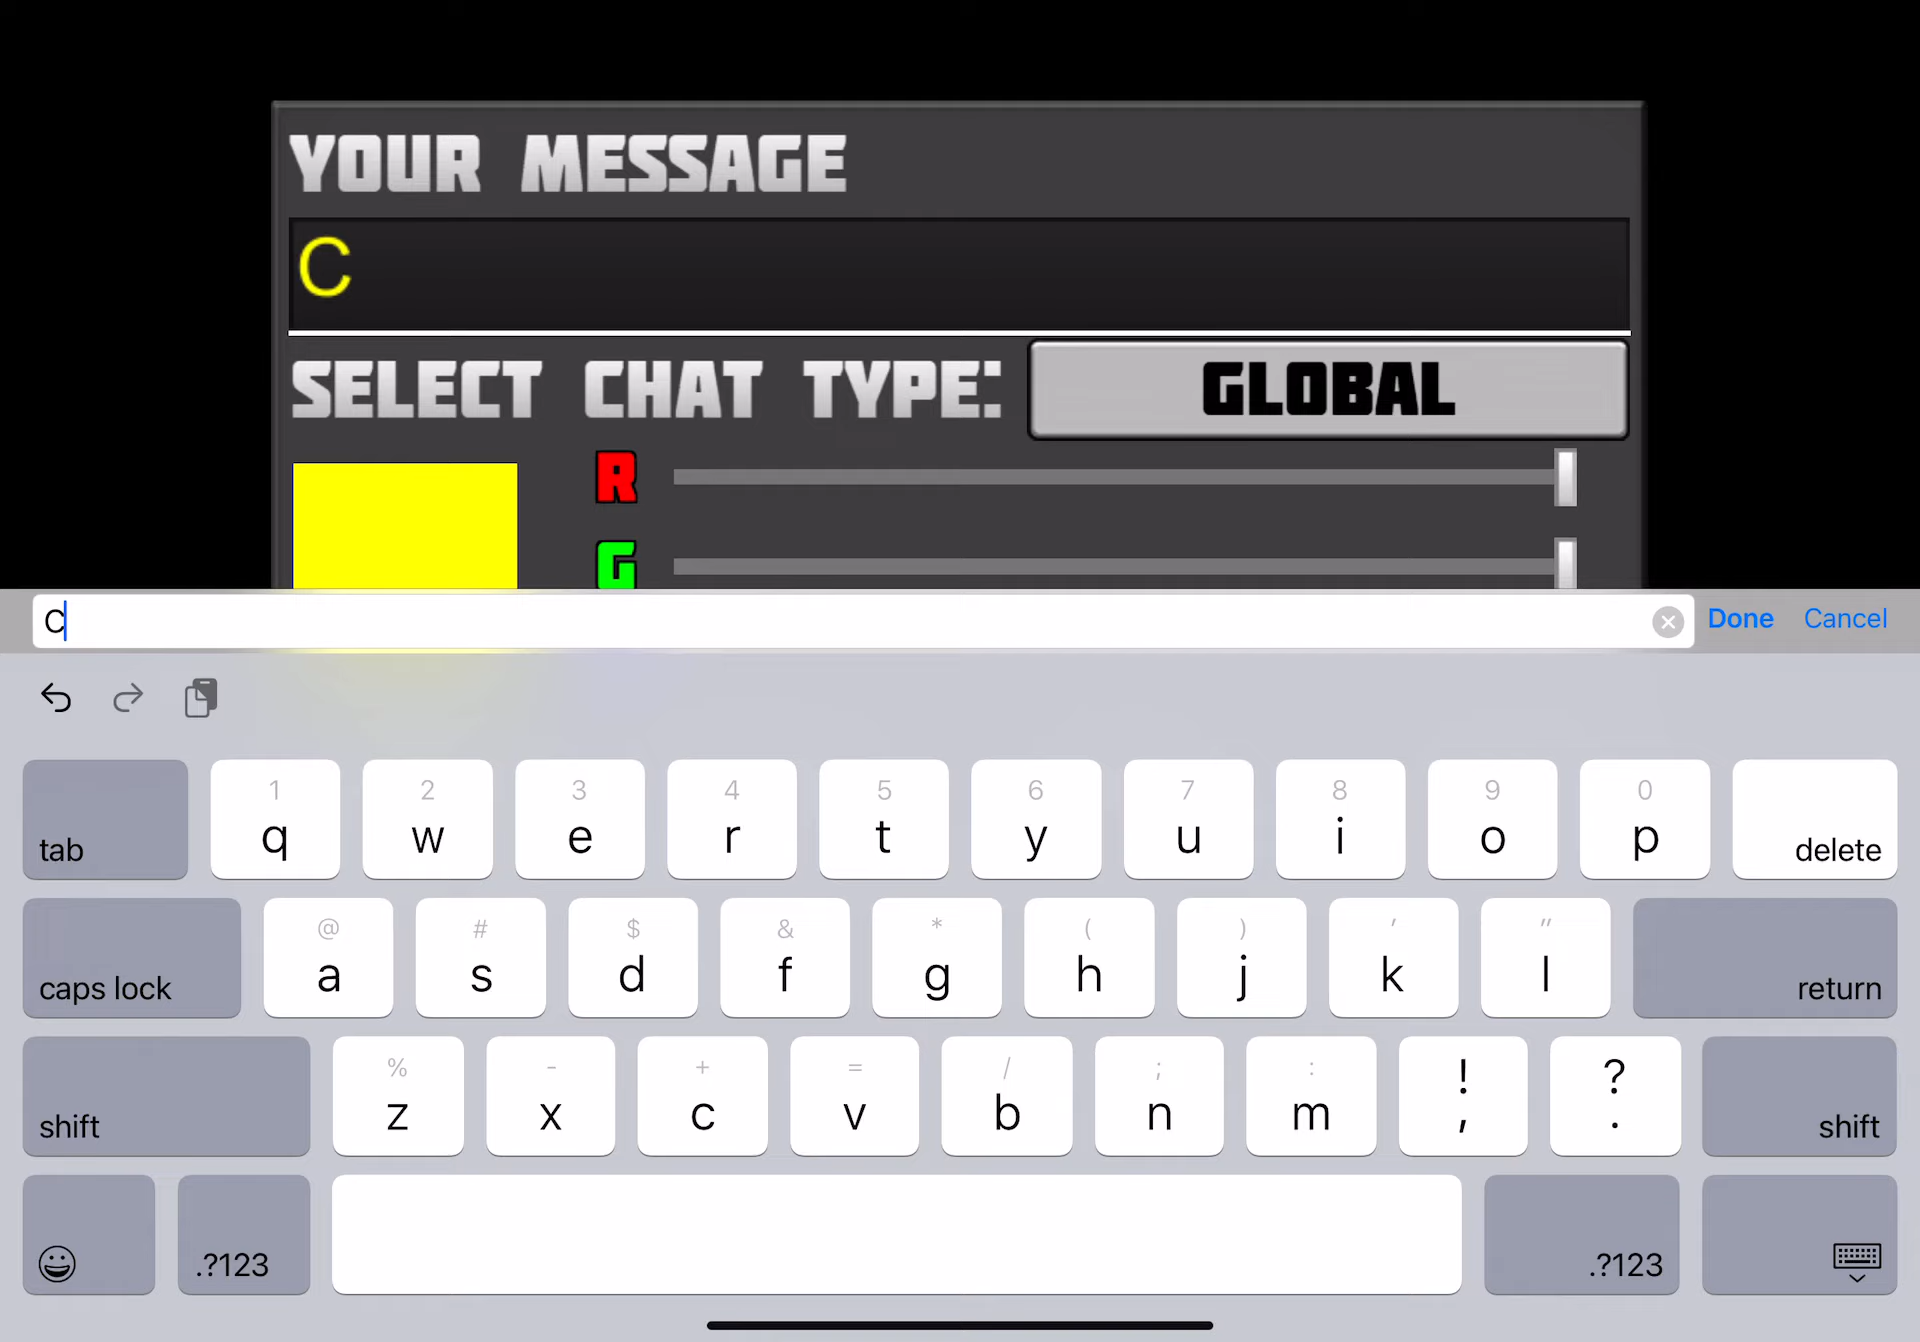 YOUR MESSAGE
C
SELECT CHAT TYPE: GLOBAL
R
G
C Done Cancel
1 2 3 4 5 6 7 8 9 0
tab q w e r t y u i o p delete
@ # $ & * ( ) ' "
caps lock a s d f g h j k l return
% - + = / ; : ! ?
shift z x c v b n m , . shift
.?123 .?123